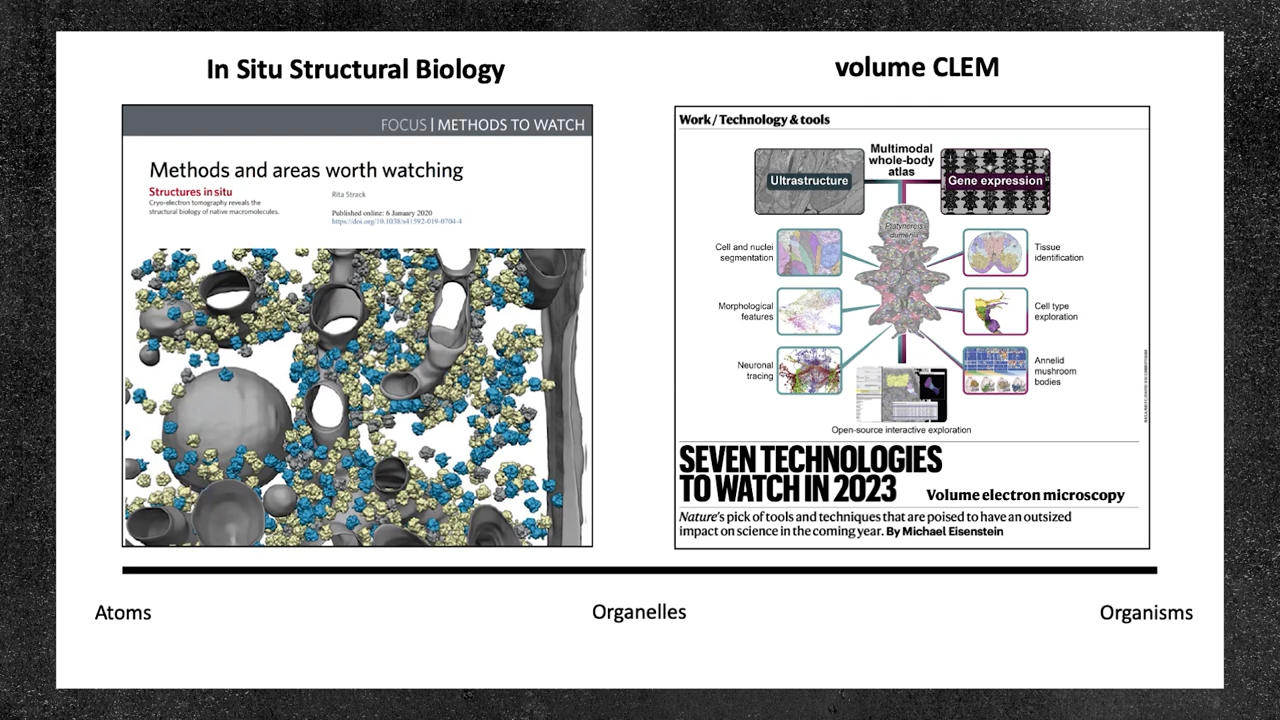 In Situ Structural Biology
FOCUS | METHODS TO WATCH
Methods and areas worth watching
Structures in situ
Cryo-electron tomography reveals the
structural biology of native macromolecules.
Rita Strack
Published online: 6 January 2020
https://doi.org/10.1038/s41592-019-0704-4
volume CLEM
Work / Technology & tools
Multimodal
whole-body
atlas
Ultrastructure
Gene expression
Platynereis
dumerilii
Cell and nuclei
segmentation
Tissue
identification
Morphological
features
Cell type
exploration
Neuronal
tracing
Annelid
mushroom
bodies
Open-source interactive exploration
SEVEN TECHNOLOGIES
TO WATCH IN 2023
Volume electron microscopy
Nature's pick of tools and techniques that are poised to have an outsized
impact on science in the coming year. By Michael Eisenstein
Atoms
Organelles
Organisms